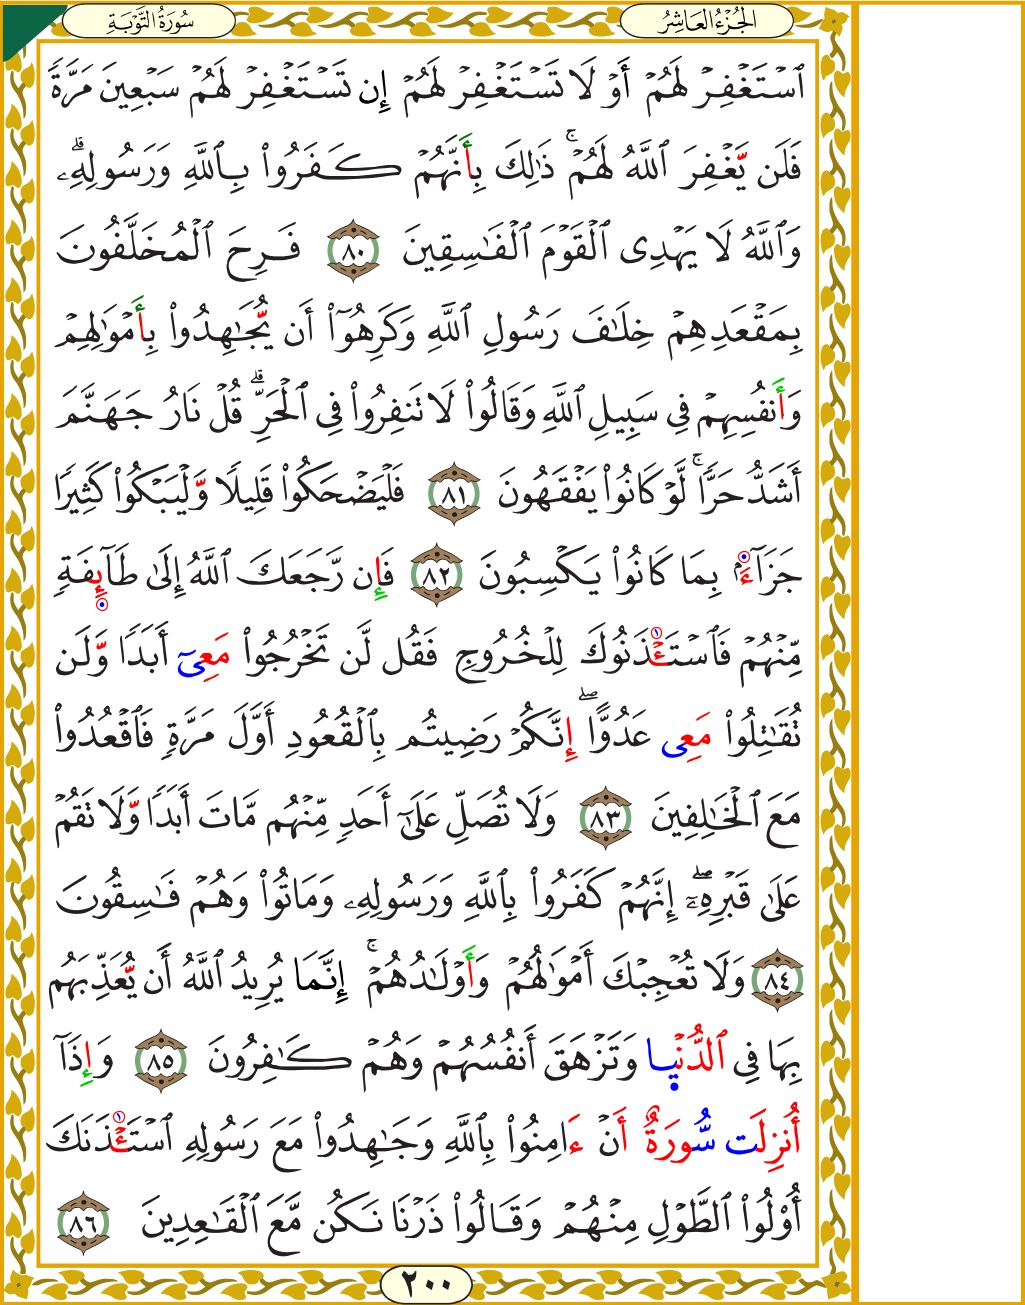 سُورَةُ التَّوۡبَةِ
الجُزۡءُ العَاشِرُ
ٱسۡتَغۡفِرۡ لَهُمۡ أَوۡ لَا تَسۡتَغۡفِرۡ لَهُمۡ إِن تَسۡتَغۡفِرۡ لَهُمۡ سَبۡعِينَ مَرَّةٗ
فَلَن يَّغۡفِرَ ٱللَّهُ لَهُمۡۚ ذَٰلِكَ بِأَنَّهُمۡ كَفَرُواْ بِٱللَّهِ وَرَسُولِهِۦۗ
وَٱللَّهُ لَا يَهۡدِي ٱلۡقَوۡمَ ٱلۡفَٰسِقِينَ ٨٠ فَرِحَ ٱلۡمُخَلَّفُونَ
بِمَقۡعَدِهِمۡ خِلَٰفَ رَسُولِ ٱللَّهِ وَكَرِهُوٓاْ أَن يُّجَٰهِدُواْ بِأَمۡوَٰلِهِمۡ
وَأَنفُسِهِمۡ فِي سَبِيلِ ٱللَّهِ وَقَالُواْ لَا تَنفِرُواْ فِي ٱلۡحَرِّۗ قُلۡ نَارُ جَهَنَّمَ
أَشَدُّ حَرّٗاۚ لَّوۡ كَانُواْ يَفۡقَهُونَ ٨١ فَلۡيَضۡحَكُواْ قَلِيلٗا وَّلۡيَبۡكُواْ كَثِيرٗا
جَزَآءَۢ بِمَا كَانُواْ يَكۡسِبُونَ ٨٢ فَإِن رَّجَعَكَ ٱللَّهُ إِلَىٰ طَآئِفَةٖ
مِّنۡهُمۡ فَٱسۡتَـٔۡذَنُوكَ لِلۡخُرُوجِ فَقُل لَّن تَخۡرُجُواْ مَعِيٓ أَبَدٗا وَّلَن
تُقَٰتِلُواْ مَعِي عَدُوًّاۖ إِنَّكُمۡ رَضِيتُم بِٱلۡقُعُودِ أَوَّلَ مَرَّةٖ فَٱقۡعُدُواْ
مَعَ ٱلۡخَٰلِفِينَ ٨٣ وَلَا تُصَلِّ عَلَىٰٓ أَحَدٖ مِّنۡهُم مَّاتَ أَبَدٗا وَّلَا تَقُمۡ
عَلَىٰ قَبۡرِهِۦٓۖ إِنَّهُمۡ كَفَرُواْ بِٱللَّهِ وَرَسُولِهِۦ وَمَاتُواْ وَهُمۡ فَٰسِقُونَ
٨٤ وَلَا تُعۡجِبۡكَ أَمۡوَٰلُهُمۡ وَأَوۡلَٰدُهُمۡۚ إِنَّمَا يُرِيدُ ٱللَّهُ أَن يُّعَذِّبَهُم
بِهَا فِي ٱلدُّنۡيَا وَتَزۡهَقَ أَنفُسُهُمۡ وَهُمۡ كَٰفِرُونَ ٨٥ وَإِذَآ
أُنزِلَت سُّورَةٌ أَنۡ ءَامِنُواْ بِٱللَّهِ وَجَٰهِدُواْ مَعَ رَسُولِهِ ٱسۡتَـٔۡذَنَكَ
أُوْلُواْ ٱلطَّوۡلِ مِنۡهُمۡ وَقَالُواْ ذَرۡنَا نَكُن مَّعَ ٱلۡقَٰعِدِينَ ٨٦
٢٠٠